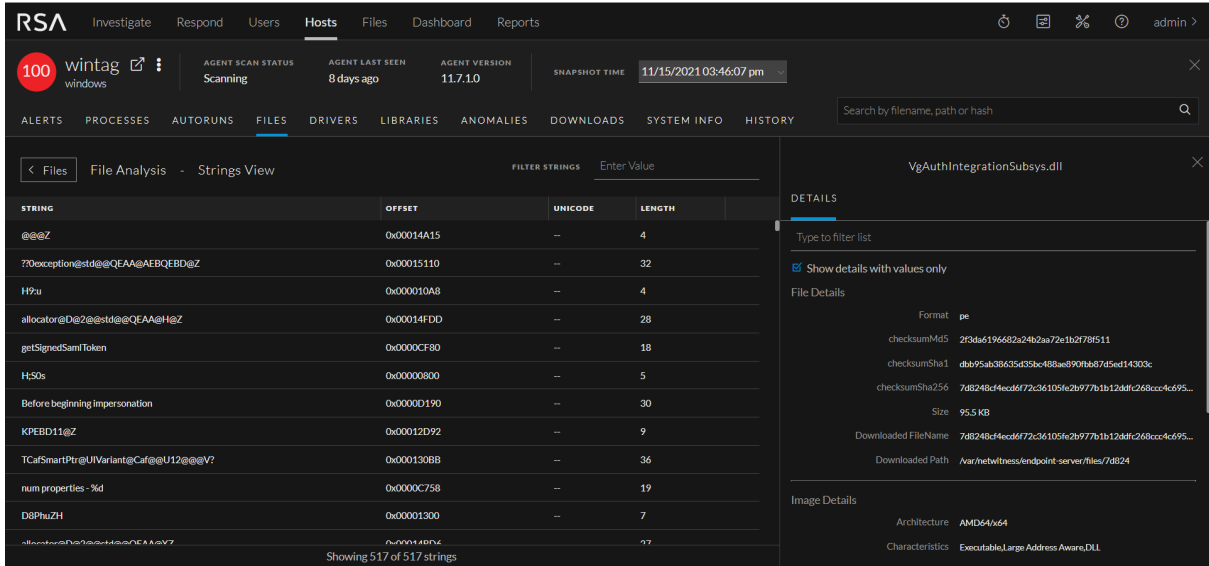 RSA Investigate Respond Users Hosts Files Dashboard Reports admin >
100 wintag windows AGENT SCAN STATUS Scanning AGENT LAST SEEN 8 days ago AGENT VERSION 11.7.1.0 SNAPSHOT TIME 11/15/2021 03:46:07 pm
ALERTS PROCESSES AUTORUNS FILES DRIVERS LIBRARIES ANOMALIES DOWNLOADS SYSTEM INFO HISTORY Search by filename, path or hash
< Files File Analysis - Strings View FILTER STRINGS Enter Value
STRING OFFSET UNICODE LENGTH
@@@Z 0x00014A15 -- 4
??0exception@std@@QEAA@AEBQEBD@Z 0x00015110 -- 32
H9:u 0x000010A8 -- 4
allocator@D@2@@std@@QEAA@H@Z 0x00014FDD -- 28
getSignedSamlToken 0x0000CF80 -- 18
H;S0s 0x00000800 -- 5
Before beginning impersonation 0x0000D190 -- 30
KPEBD11@Z 0x00012D92 -- 9
TCafSmartPtr@UIVariant@Caf@@U12@@@V? 0x000130BB -- 36
num properties - %d 0x0000C758 -- 19
D8PhuZH 0x00001300 -- 7
allocator@D@2@@std@@QEAA@XZ 0x00014BD6 -- 27
Showing 517 of 517 strings
VgAuthIntegrationSubsys.dll
DETAILS
Type to filter list
Show details with values only
File Details
Format pe
checksumMd5 2f3da6196682a24b2aa72e1b2f78f511
checksumSha1 dbb95ab38635d35bc488ae890fbb87d5ed14303c
checksumSha256 7d8248cf4ecd6f72c36105fe2b977b1b12ddfc268ccc4c695...
Size 95.5 KB
Downloaded FileName 7d8248cf4ecd6f72c36105fe2b977b1b12ddfc268ccc4c695...
Downloaded Path /var/netwitness/endpoint-server/files/7d824
Image Details
Architecture AMD64/x64
Characteristics Executable,Large Address Aware,DLL